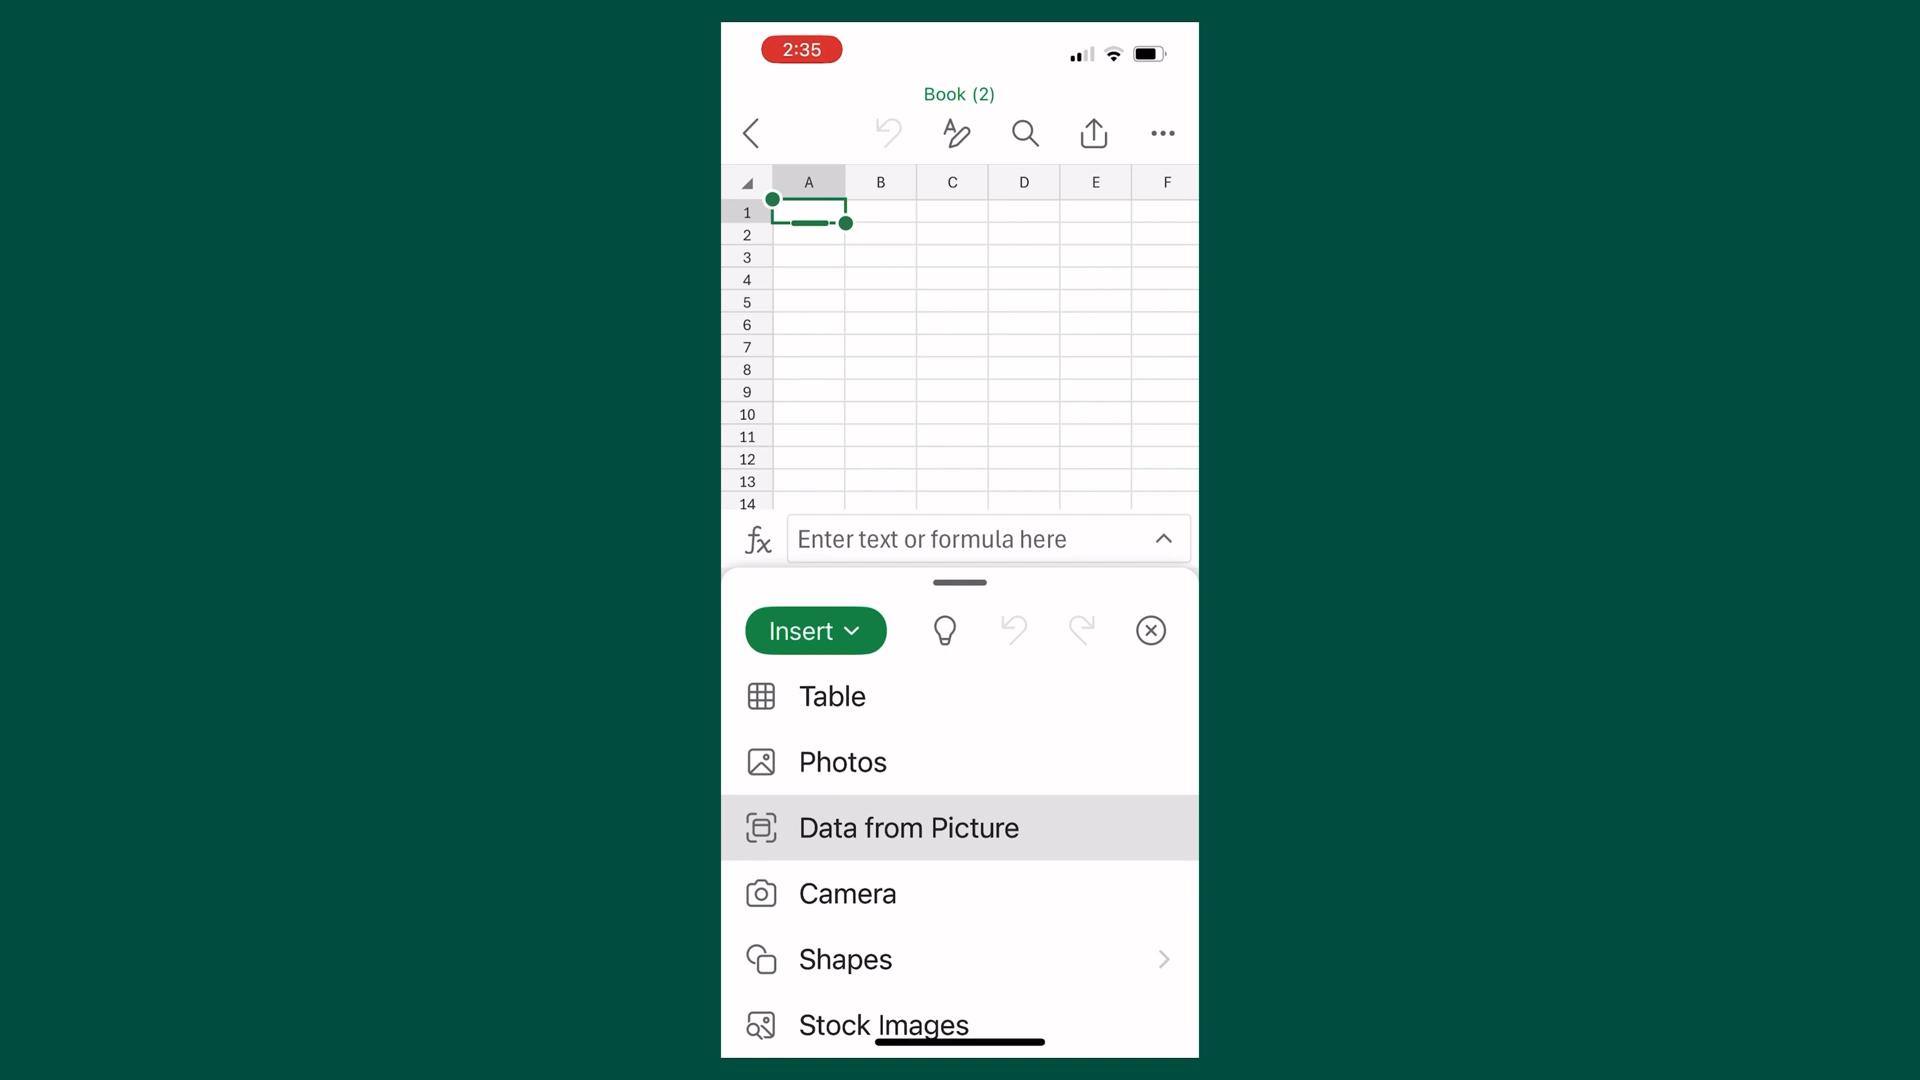 2:35
Book (2)
A B C D E F
1
2
3
4
5
6
7
8
9
10
11
12
13
14
fx Enter text or formula here
Insert
Table
Photos
Data from Picture
Camera
Shapes
Stock Images